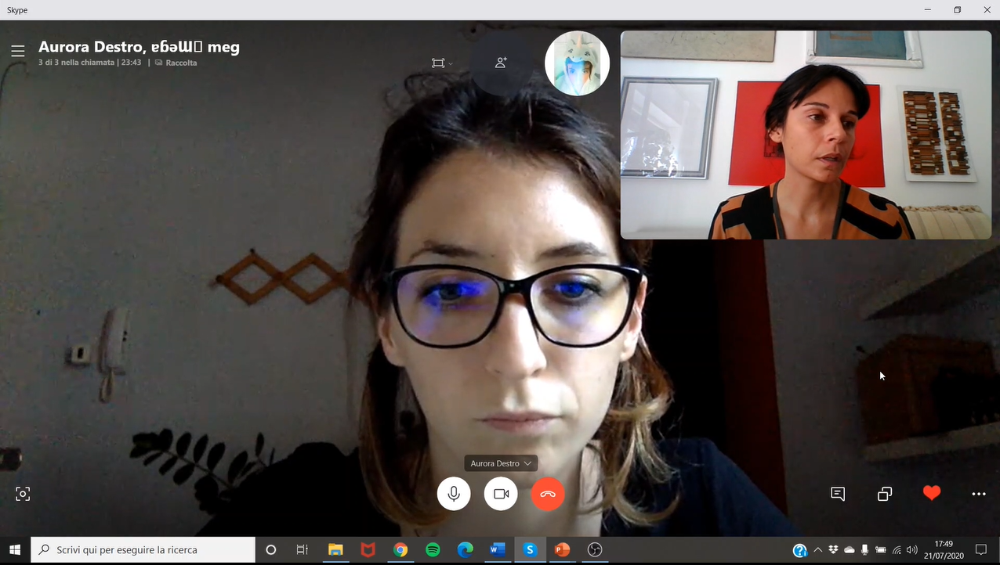 Skype
Aurora Destro, ɐɓǝɯ meg
3 di 3 nella chiamata | 23:43 | Raccolta
Aurora Destro
Scrivi qui per eseguire la ricerca
17:49
21/07/2020